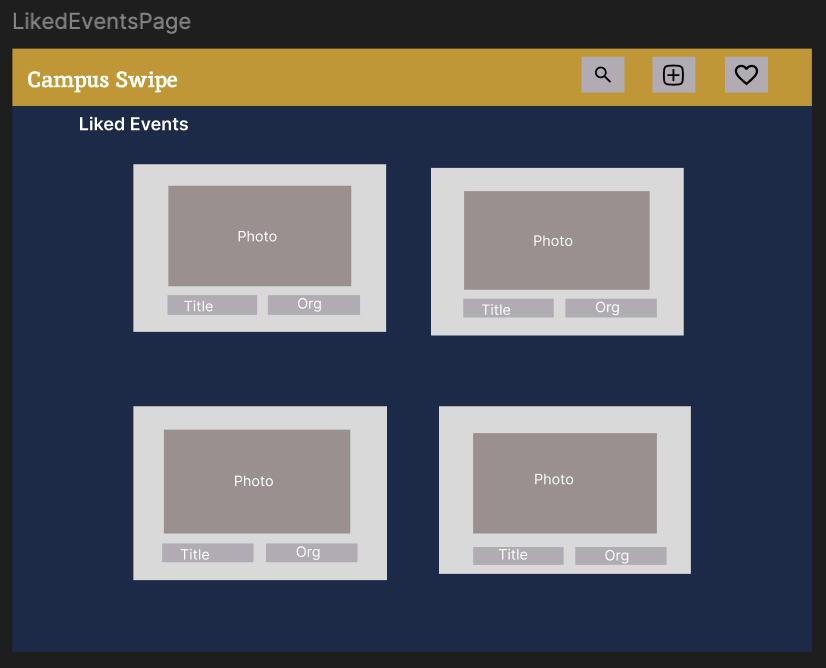 LikedEventsPage
Campus Swipe
Liked Events
Photo
Title Org
Photo
Title Org
Photo
Title Org
Photo
Title Org